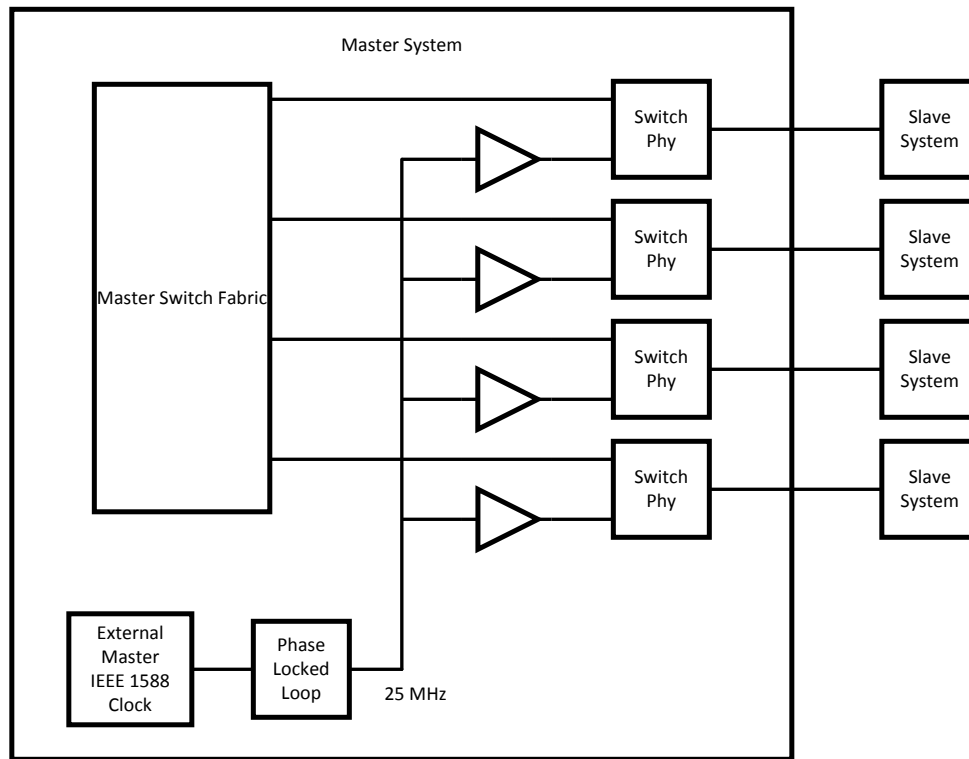 Master System
Switch
Phy
Slave
System
Switch
Phy
Slave
System
Master Switch Fabric
Switch
Phy
Slave
System
Switch
Phy
Slave
System
External
Master
IEEE 1588
Clock
Phase
Locked
Loop
25 MHz